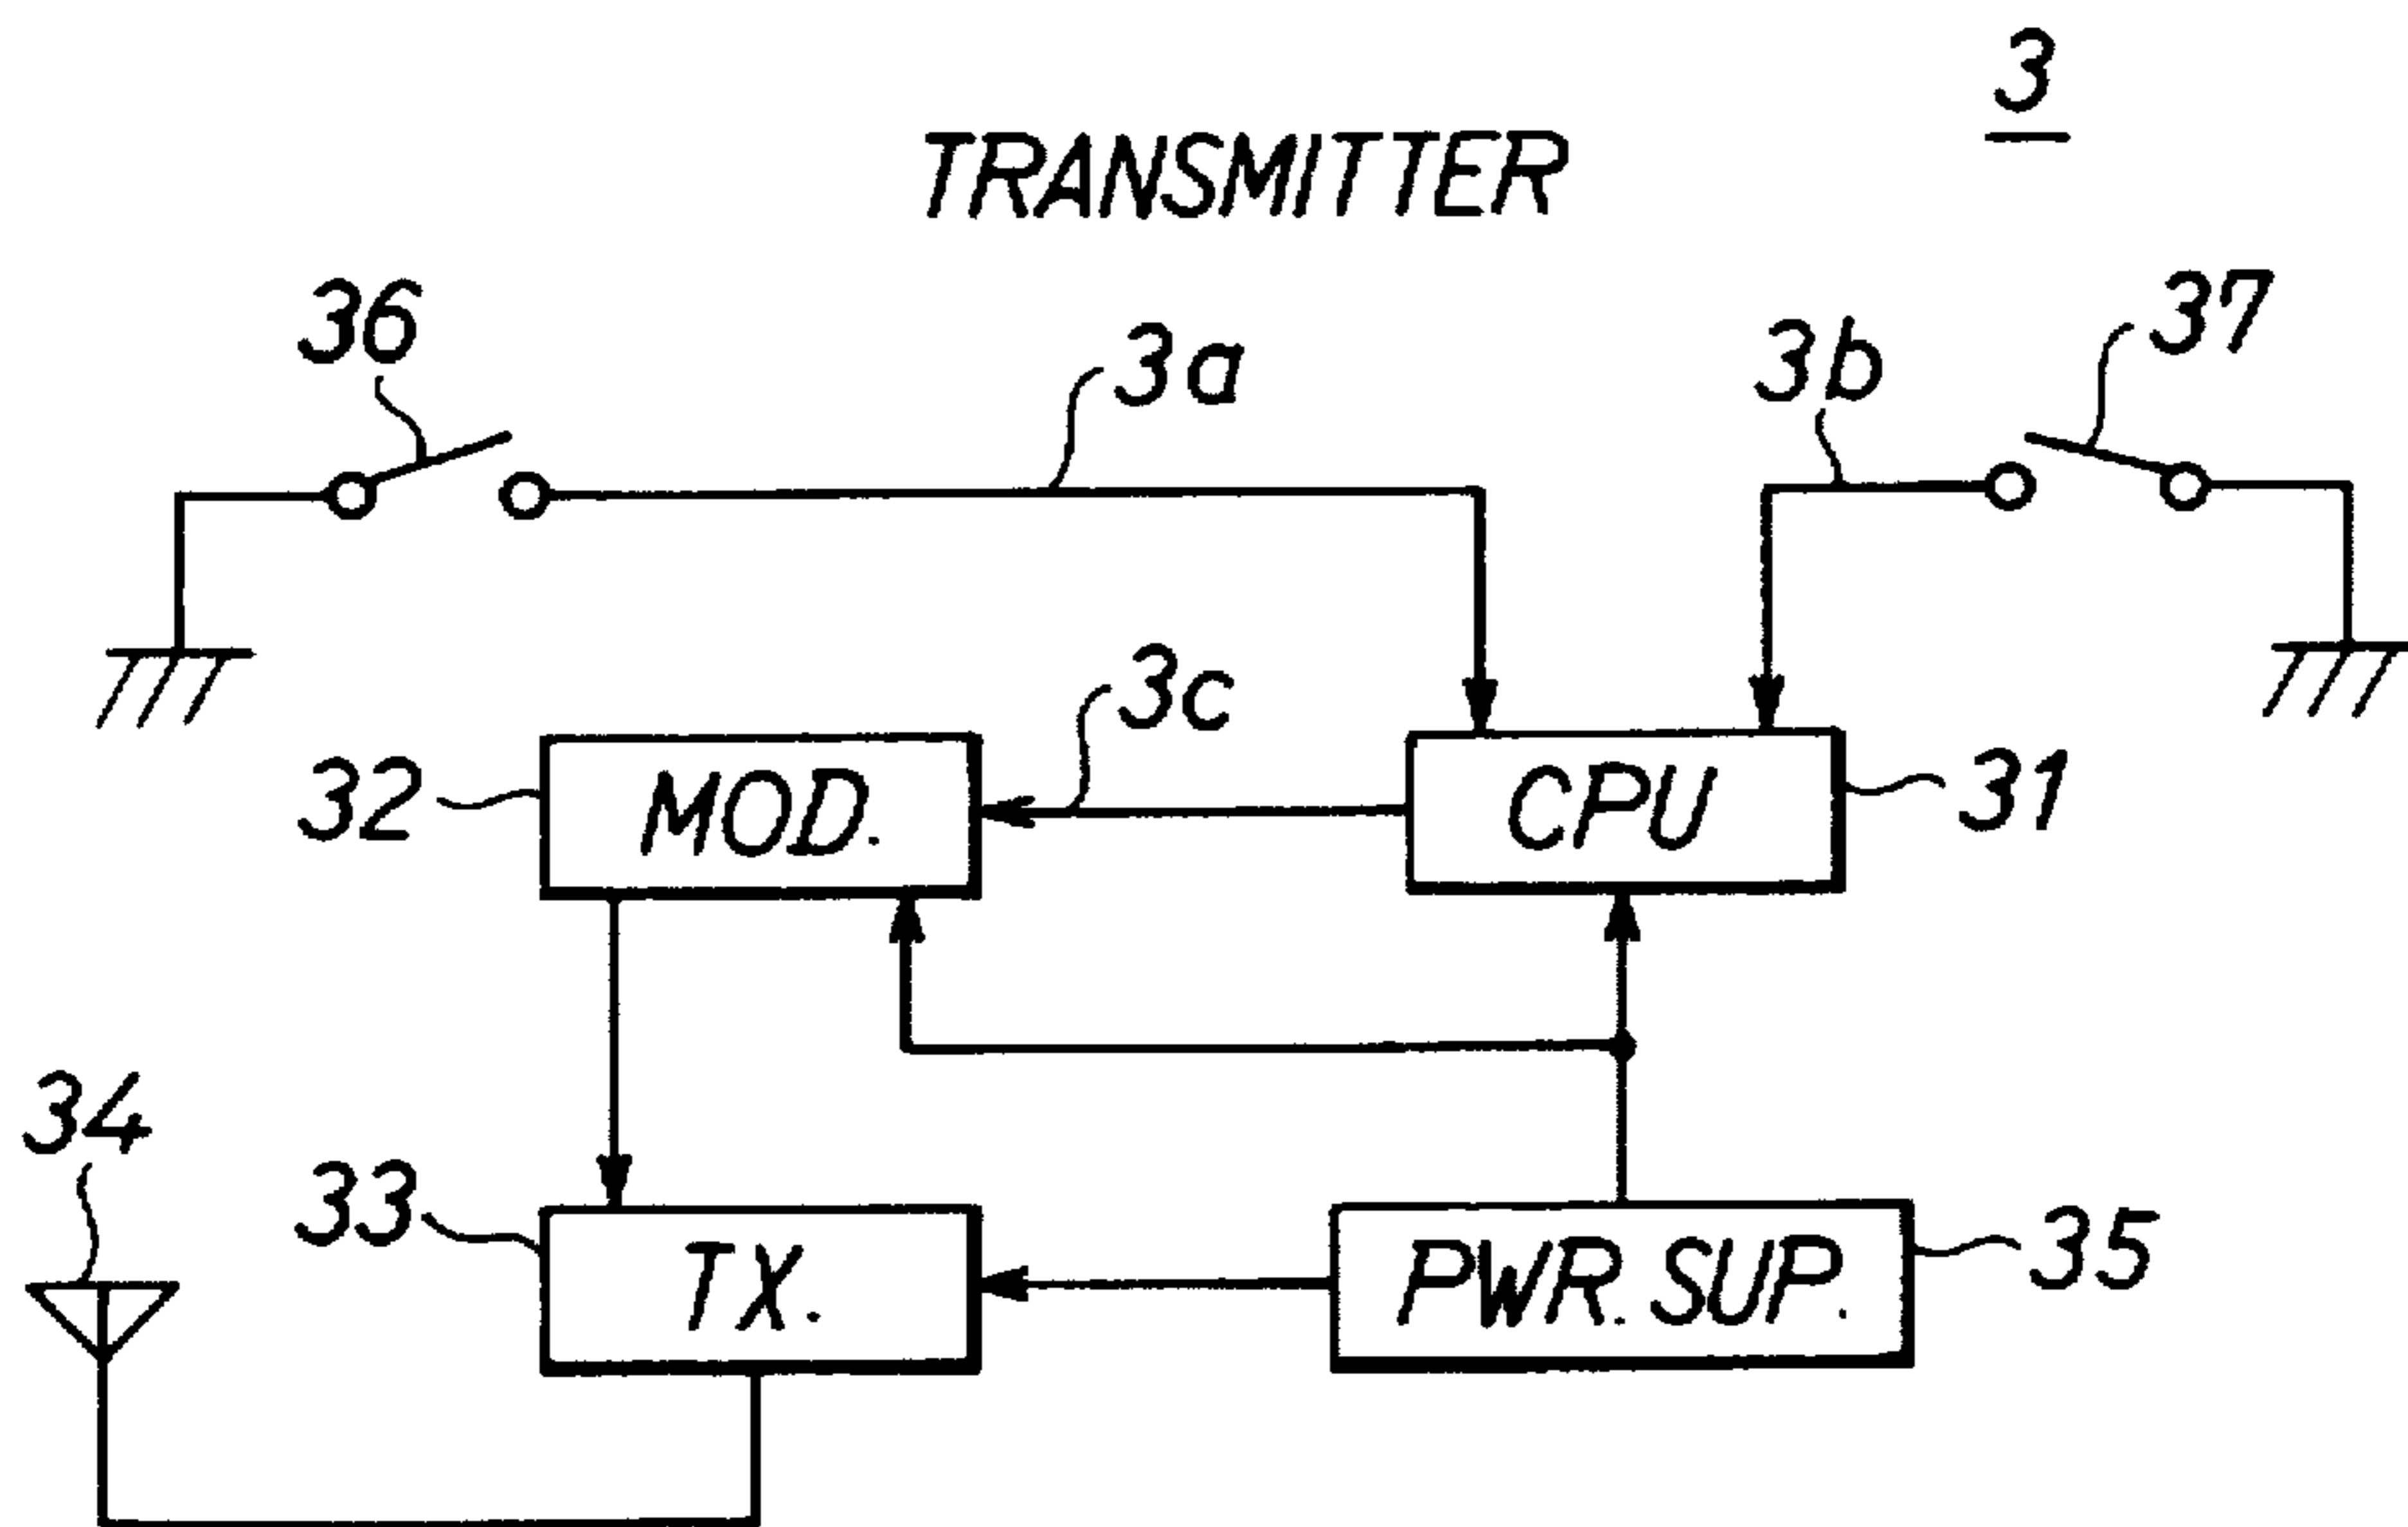 3
TRANSMITTER
36
3a
3b
37
3c
32
MOD.
CPU
31
34
33
TX.
PWR. SUP.
35